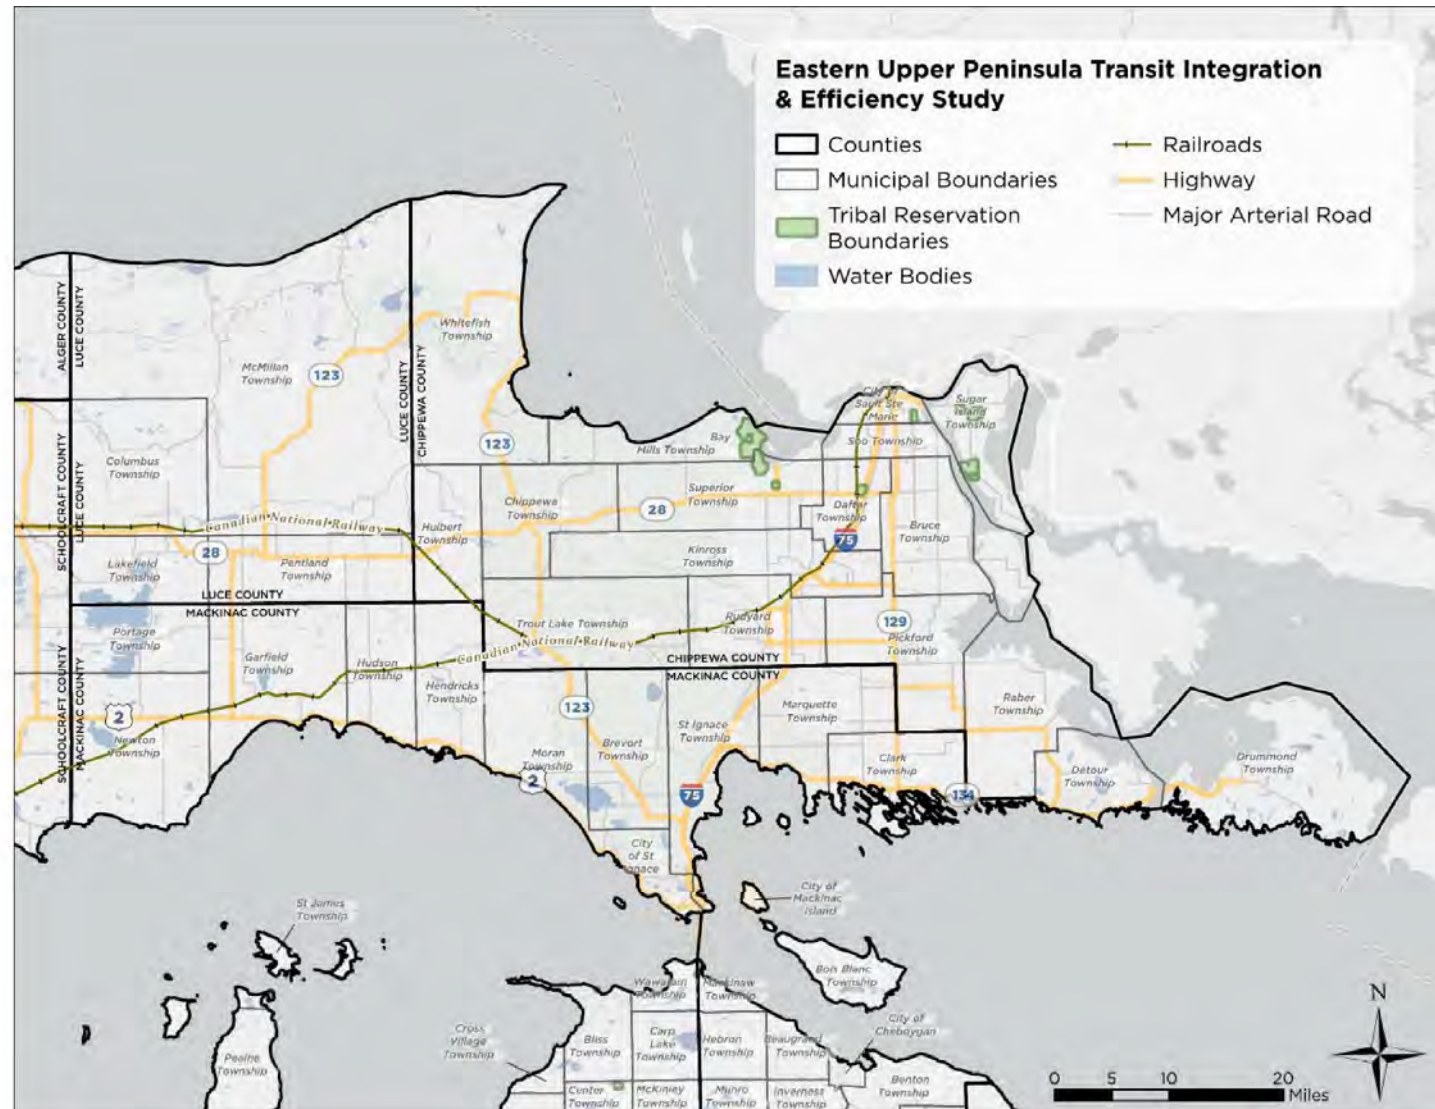 Eastern Upper Peninsula Transit Integration
& Efficiency Study
Counties
Municipal Boundaries
Tribal Reservation
Boundaries
Water Bodies
Railroads
Highway
Major Arterial Road
ALGER COUNTY
LUCE COUNTY
McMillan
Township
123
LUCE COUNTY
CHIPPEWA COUNTY
Whitefish
Township
123
City of
Sault Ste
Marie
Sugar
Island
Township
Bay
Hills Township
Soo Township
SCHOOLCRAFT COUNTY
LUCE COUNTY
Columbus
Township
Canadian National Railway
28
Lakefield
Township
Pentland
Township
Hulbert
Township
Chippewa
Township
28
Superior
Township
Dafter
Township
75
Bruce
Township
Kinross
Township
LUCE COUNTY
MACKINAC COUNTY
Portage
Township
Garfield
Township
Hudson
Township
Hendricks
Township
Trout Lake Township
Canadian National Railway
Rudyard
Township
129
Pickford
Township
CHIPPEWA COUNTY
MACKINAC COUNTY
SCHOOLCRAFT COUNTY
MACKINAC COUNTY
2
Newton
Township
123
Moran
Township
2
Brevort
Township
St Ignace
Township
75
Marquette
Township
Clark
Township
134
Raber
Township
Detour
Township
Drummond
Township
City
of St
Ignace
City of
Mackinac
Island
St James
Township
Peaine
Township
Bois Blanc
Township
Wawatam
Township
Mackinaw
Township
Cross
Village
Township
Bliss
Township
Carp
Lake
Township
Hebron
Township
Beaugrand
Township
City of
Cheboygan
Center
Township
McKinley
Township
Munro
Township
Inverness
Township
Benton
Township
N
0 5 10 20
Miles